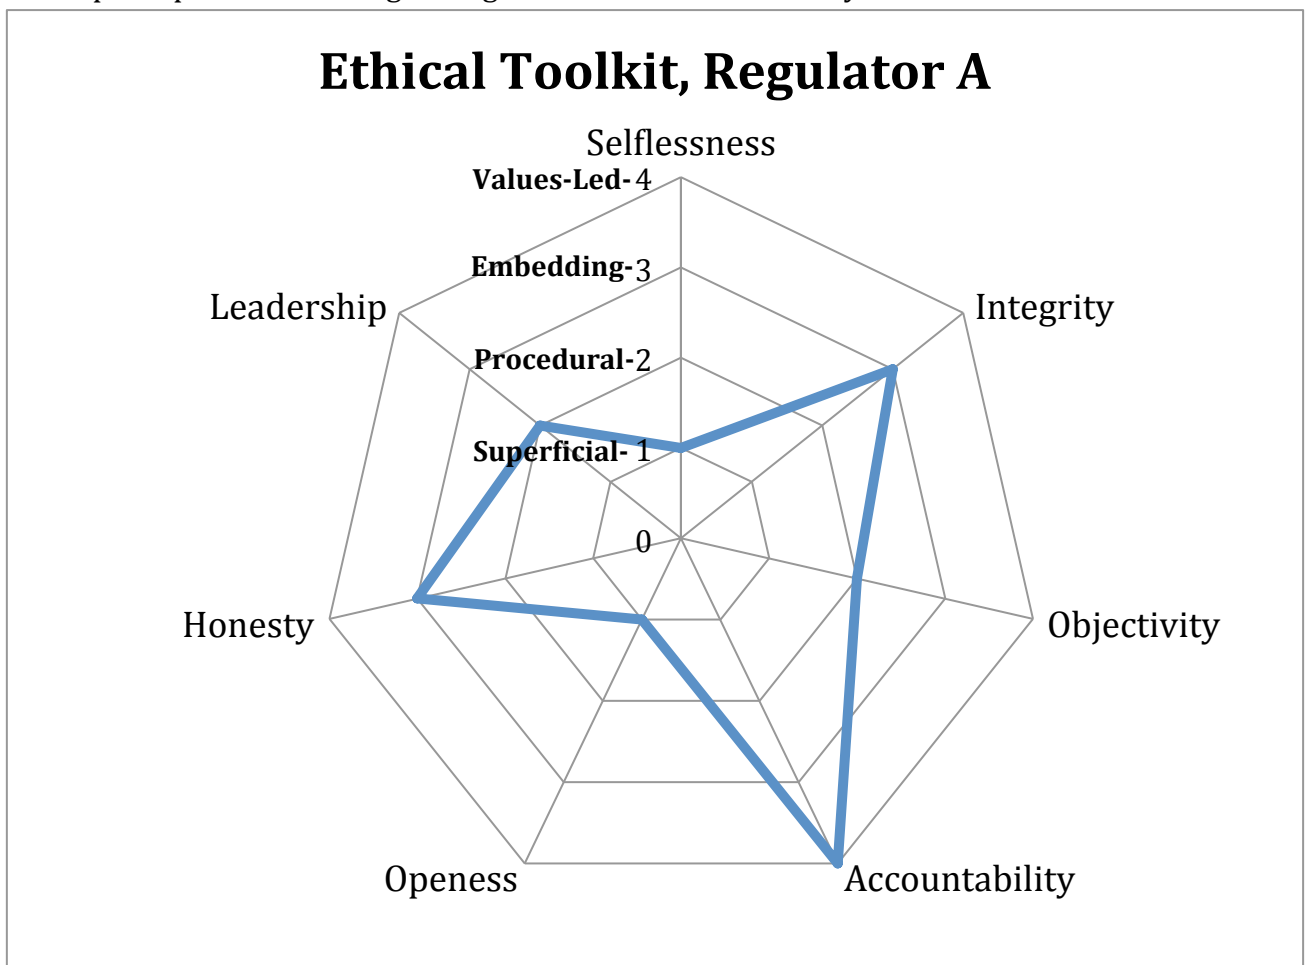 Ethical Toolkit, Regulator A
Selflessness
Values-Led- 4
Embedding- 3
Leadership
Integrity
Procedural- 2
Superficial- 1
0
Honesty
Objectivity
Openess
Accountability